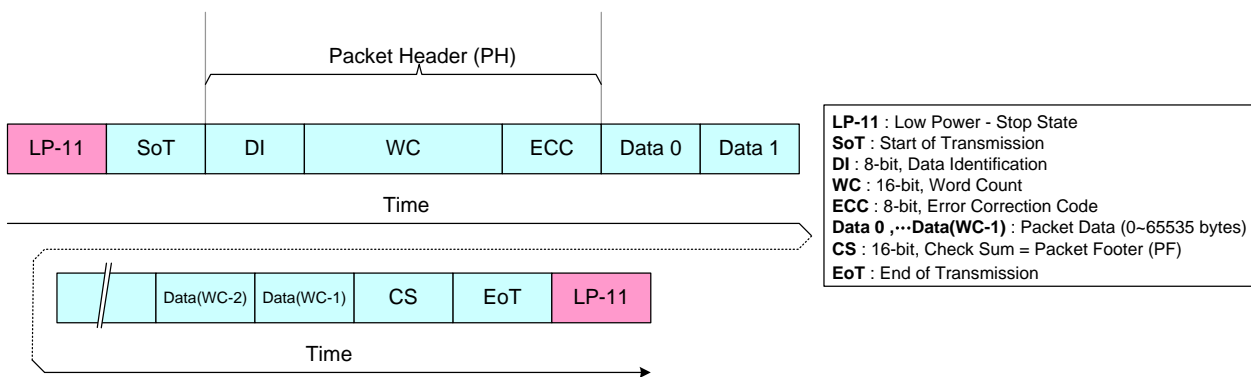 Packet Header (PH)
LP-11 SoT DI WC ECC Data 0 Data 1
Time
LP-11 : Low Power - Stop State
SoT : Start of Transmission
DI : 8-bit, Data Identification
WC : 16-bit, Word Count
ECC : 8-bit, Error Correction Code
Data 0 ,⋯Data(WC-1) : Packet Data (0~65535 bytes)
CS : 16-bit, Check Sum = Packet Footer (PF)
EoT : End of Transmission
Data(WC-2) Data(WC-1) CS EoT LP-11
Time